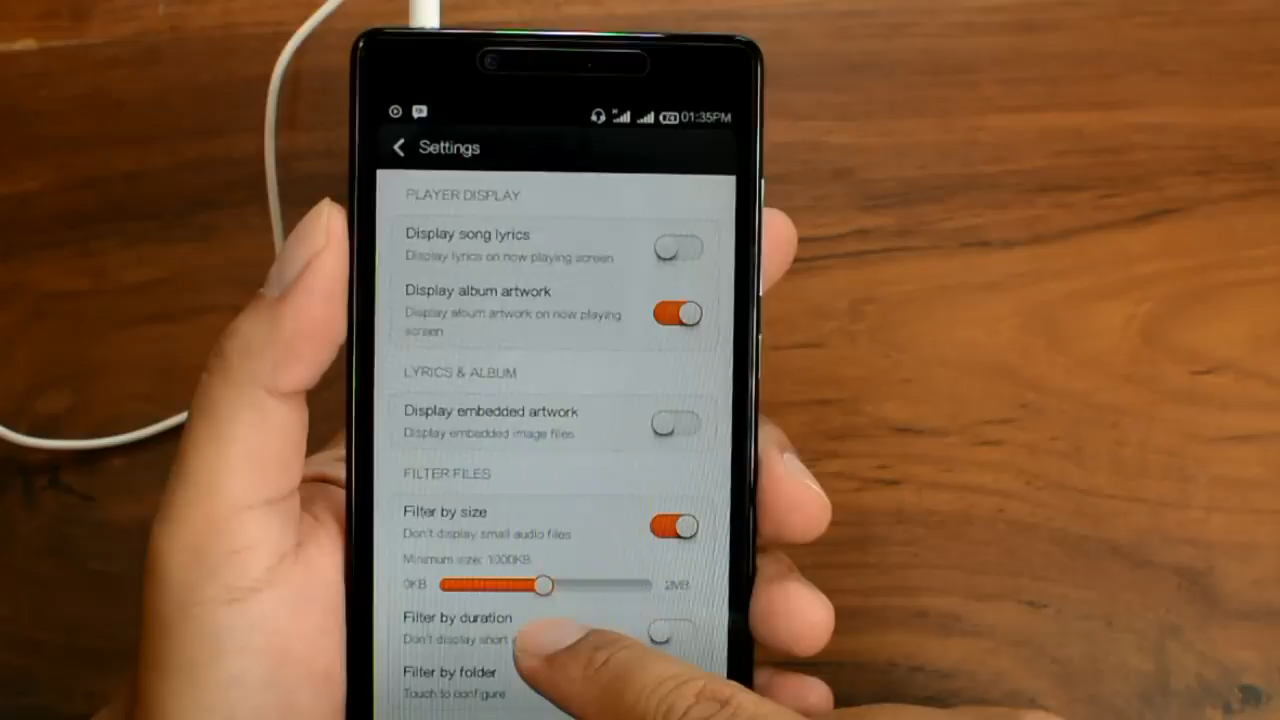 01:35PM
Settings
PLAYER DISPLAY
Display song lyrics
Display lyrics on now playing screen
Display album artwork
Display album artwork on now playing
screen
LYRICS & ALBUM
Display embedded artwork
Display embedded image files
FILTER FILES
Filter by size
Don't display small audio files
Minimum size: 1000KB
0KB 2MB
Filter by duration
Don't display short
Filter by folder
Touch to configure